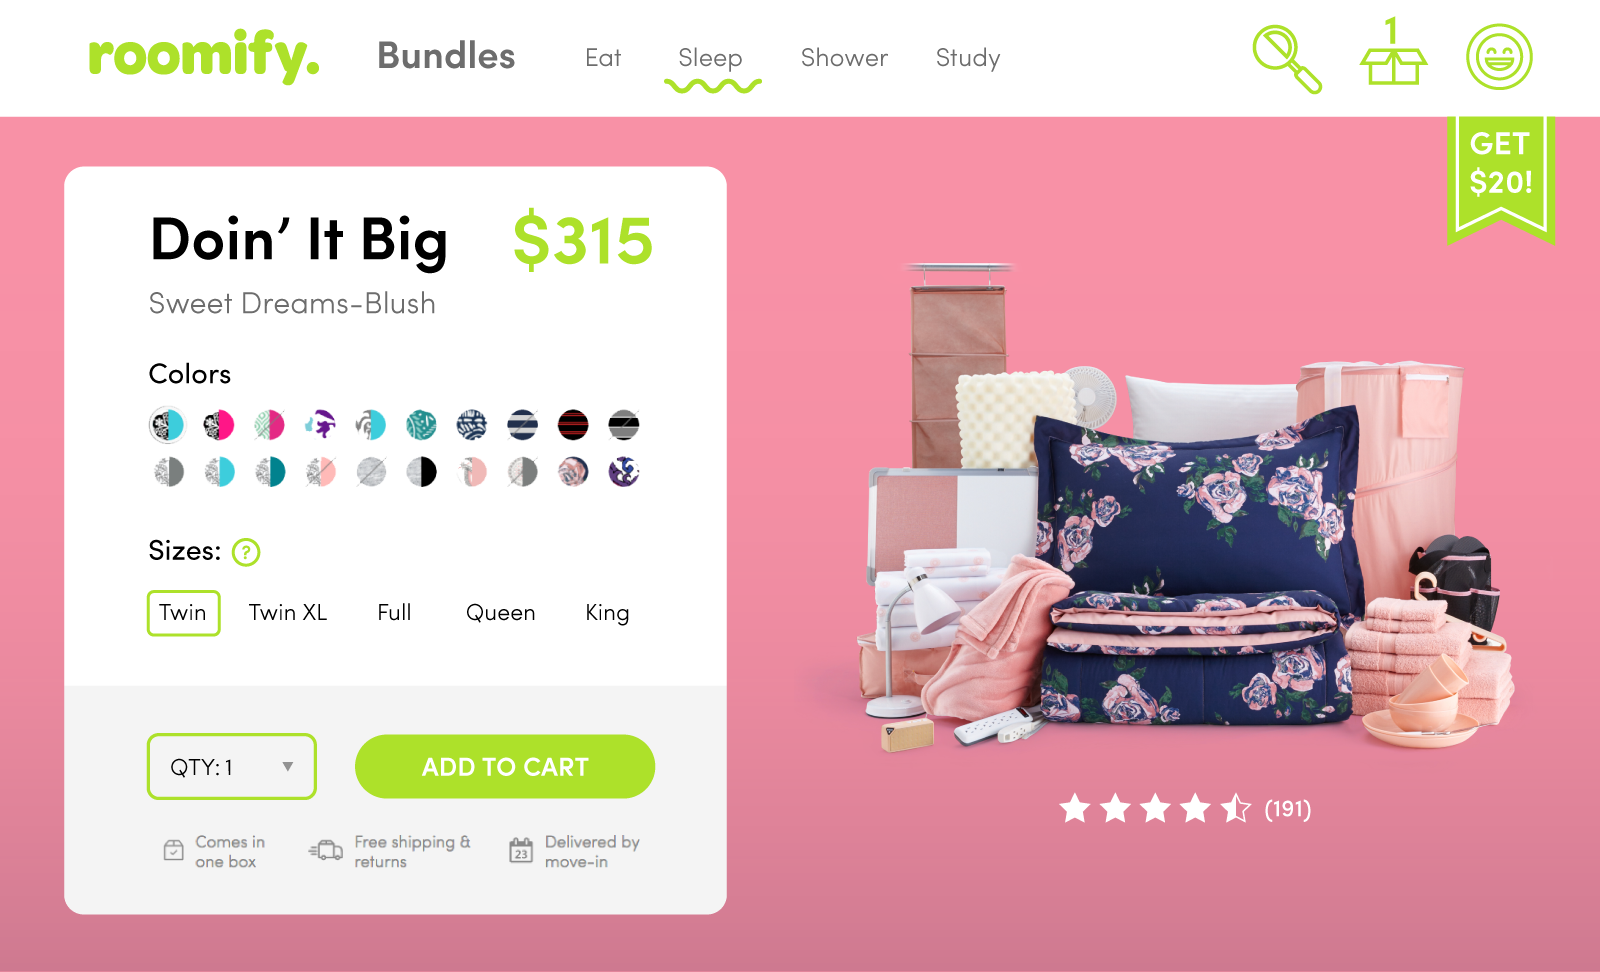 roomify.
Bundles
Eat
Sleep
Shower
Study
1
GET
$20!
Doin’ It Big
$315
Sweet Dreams-Blush
Colors
Sizes: ?
Twin
Twin XL
Full
Queen
King
QTY: 1
ADD TO CART
Comes in
one box
Free shipping &
returns
23
Delivered by
move-in
(191)